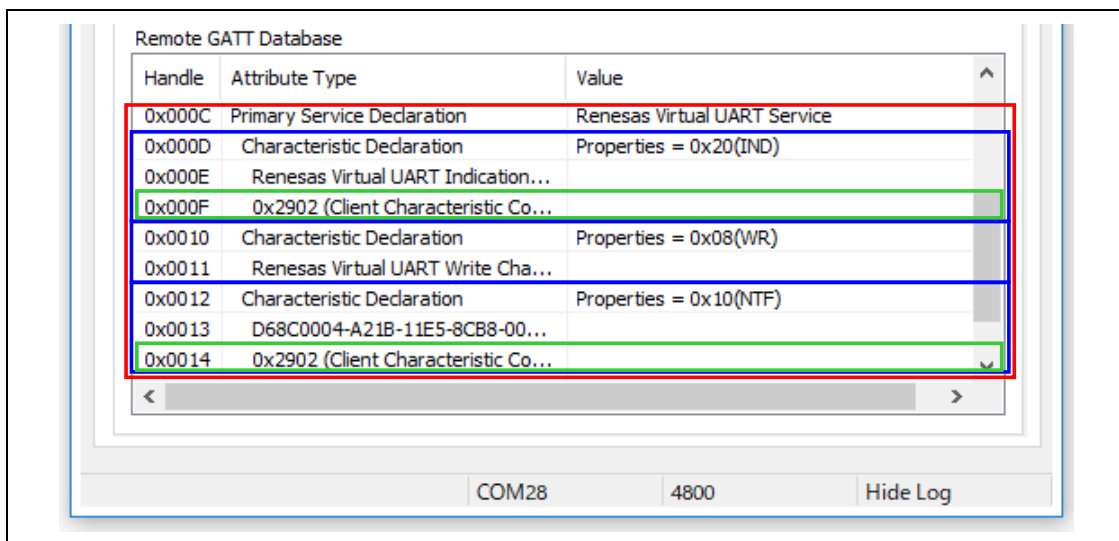 Remote GATT Database
Handle Attribute Type Value
0x000C Primary Service Declaration Renesas Virtual UART Service
0x000D Characteristic Declaration Properties = 0x20(IND)
0x000E Renesas Virtual UART Indication...
0x000F 0x2902 (Client Characteristic Co...
0x0010 Characteristic Declaration Properties = 0x08(WR)
0x0011 Renesas Virtual UART Write Cha...
0x0012 Characteristic Declaration Properties = 0x10(NTF)
0x0013 D68C0004-A21B-11E5-8CB8-00...
0x0014 0x2902 (Client Characteristic Co...
COM28 4800 Hide Log